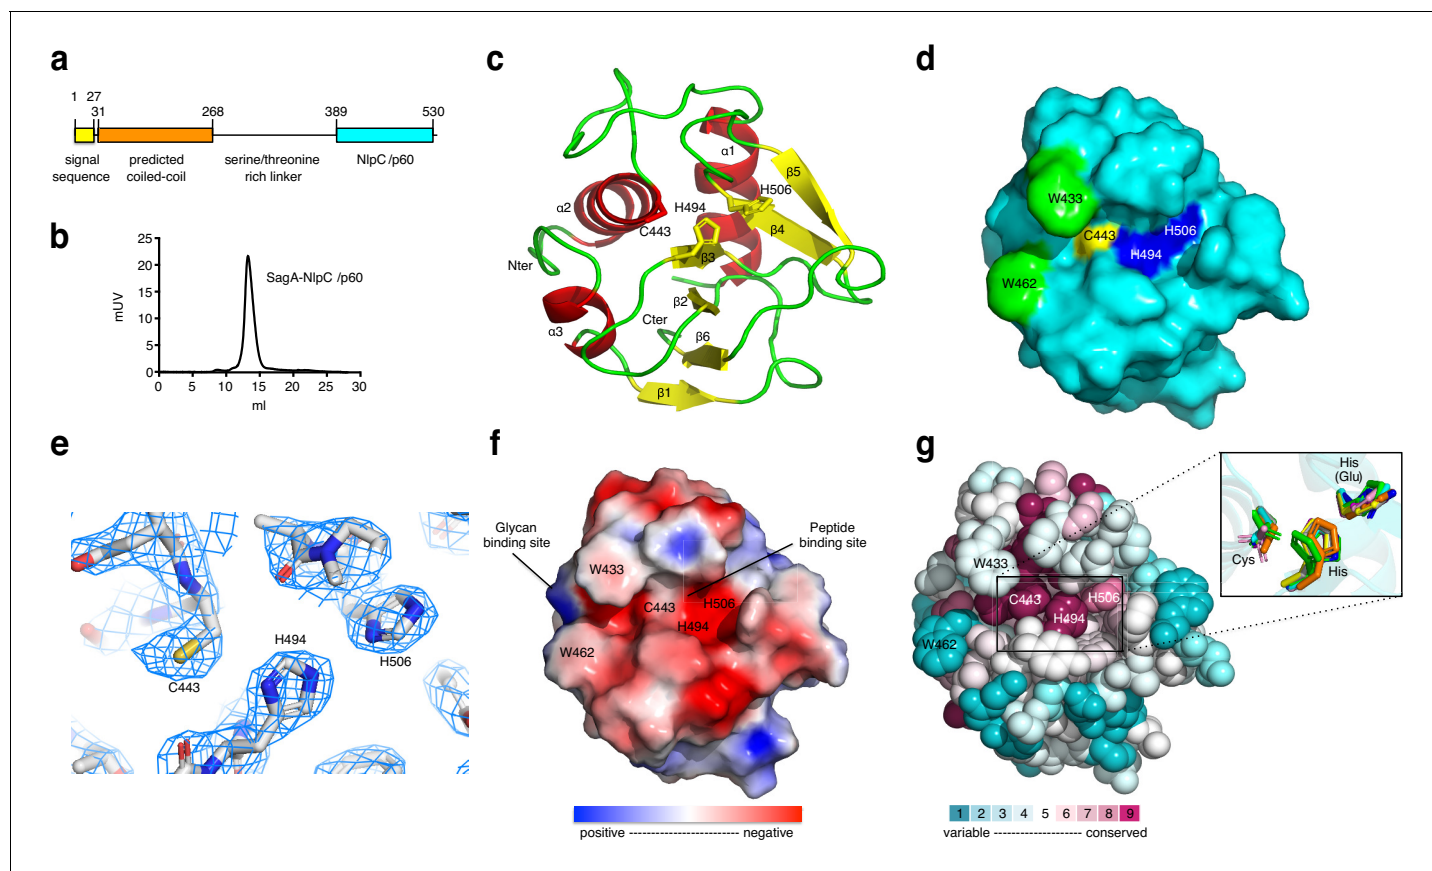 a
1 27
31
268
389
530
signal
sequence
predicted
coiled-coil
serine/threonine
rich linker
NlpC/p60
b
25
20
15
10
5
0
mUV
SagA-NlpC/p60
0 5 10 15 20 25 30
ml
c
α1
β5
H506
α2
H494
C443
β4
β3
Nter
β2
Cter
α3
β6
β1
d
W433
C443
H506
H494
W462
e
H494
H506
C443
f
Glycan
binding site
Peptide
binding site
W433
C443
H506
H494
W462
positive ------------------------- negative
g
His
(Glu)
Cys
His
W433
C443
H506
H494
W462
1 2 3 4 5 6 7 8 9
variable --------------------- conserved